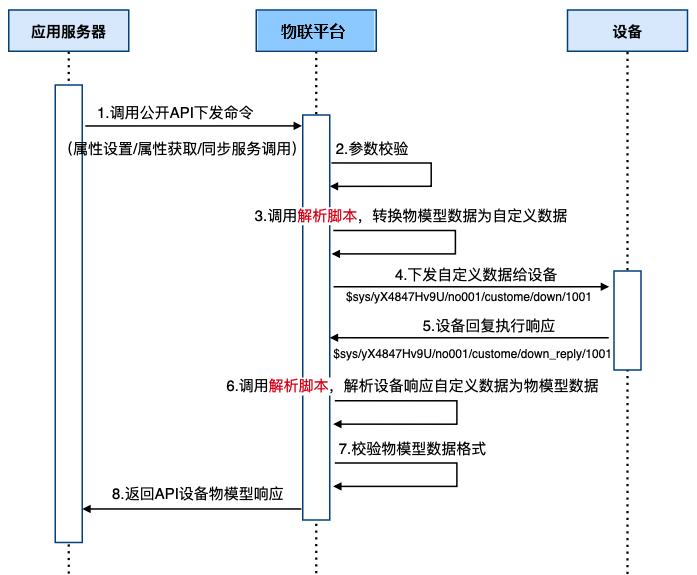 应用服务器
物联平台
设备
1.调用公开API下发命令
（属性设置/属性获取/同步服务调用）
2.参数校验
3.调用解析脚本，转换物模型数据为自定义数据
4.下发自定义数据给设备
$sys/yX4847Hv9U/no001/custome/down/1001
5.设备回复执行响应
$sys/yX4847Hv9U/no001/custome/down_reply/1001
6.调用解析脚本，解析设备响应自定义数据为物模型数据
7.校验物模型数据格式
8.返回API设备物模型响应